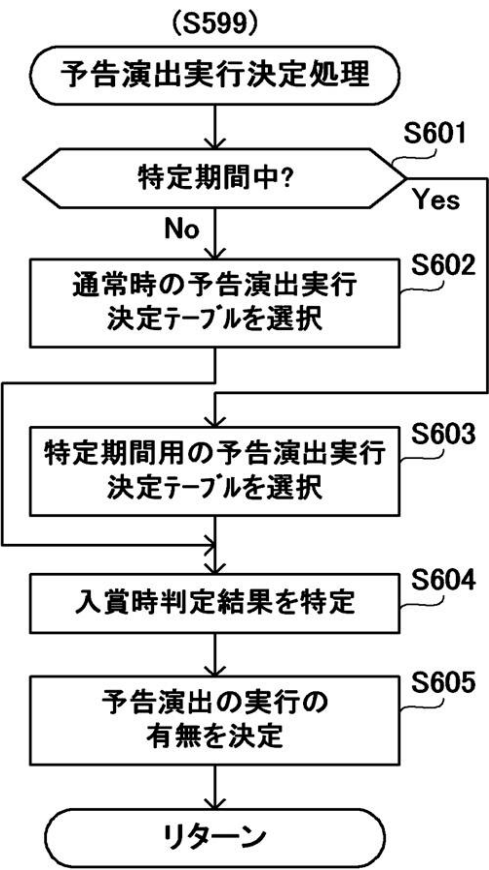 (S599)
予告演出実行決定処理
S601
特定期間中?
Yes
No
S602
通常時の予告演出実行
決定ﾃｰﾌﾞﾙを選択
S603
特定期間用の予告演出実行
決定ﾃｰﾌﾞﾙを選択
S604
入賞時判定結果を特定
S605
予告演出の実行の
有無を決定
リターン